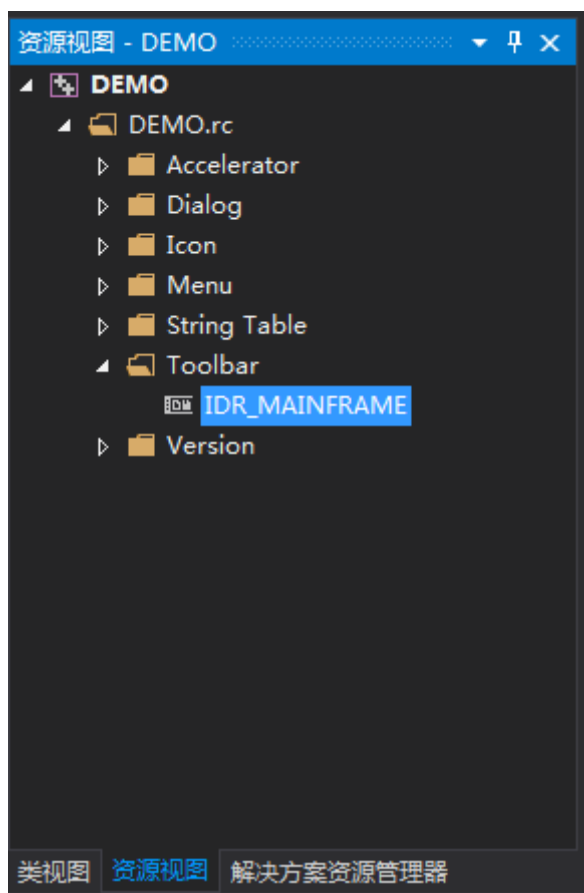 资源视图 - DEMO
DEMO
DEMO.rc
Accelerator
Dialog
Icon
Menu
String Table
Toolbar
IDR_MAINFRAME
Version
类视图 资源视图 解决方案资源管理器